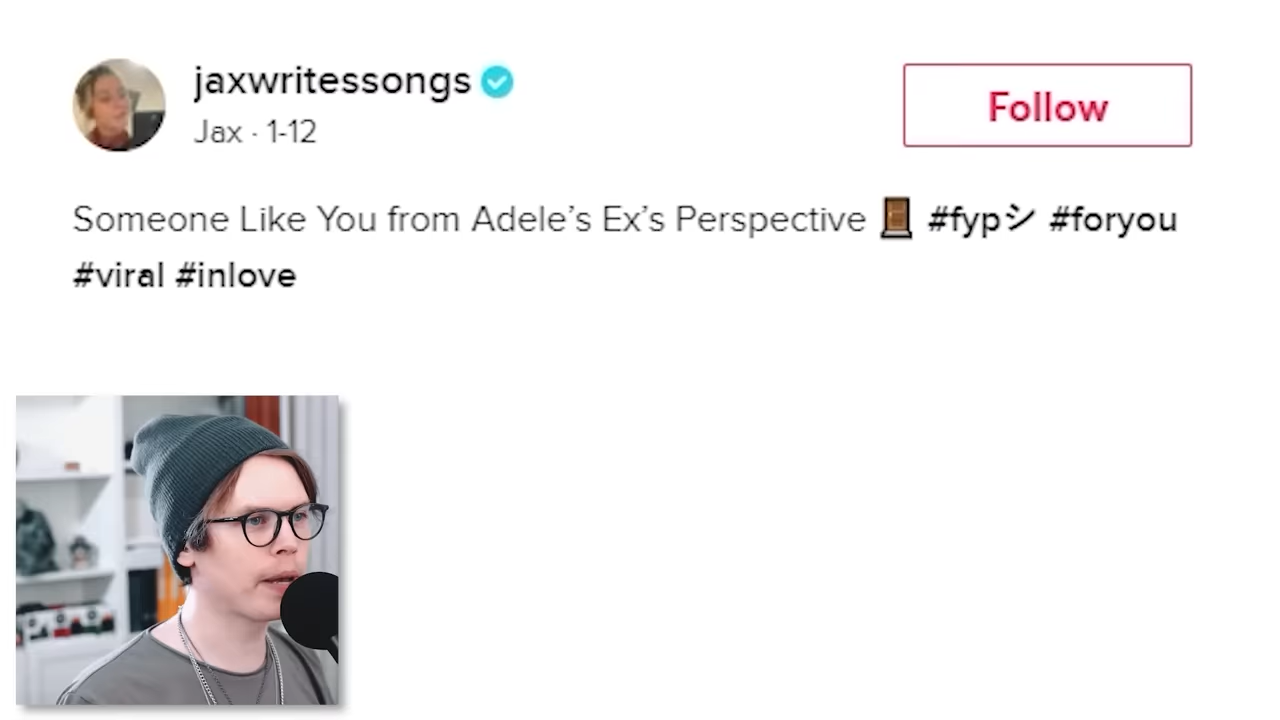 jaxwritessongs
Jax · 1-12
Follow
Someone Like You from Adele’s Ex’s Perspective 🚪 #fypシ #foryou
#viral #inlove